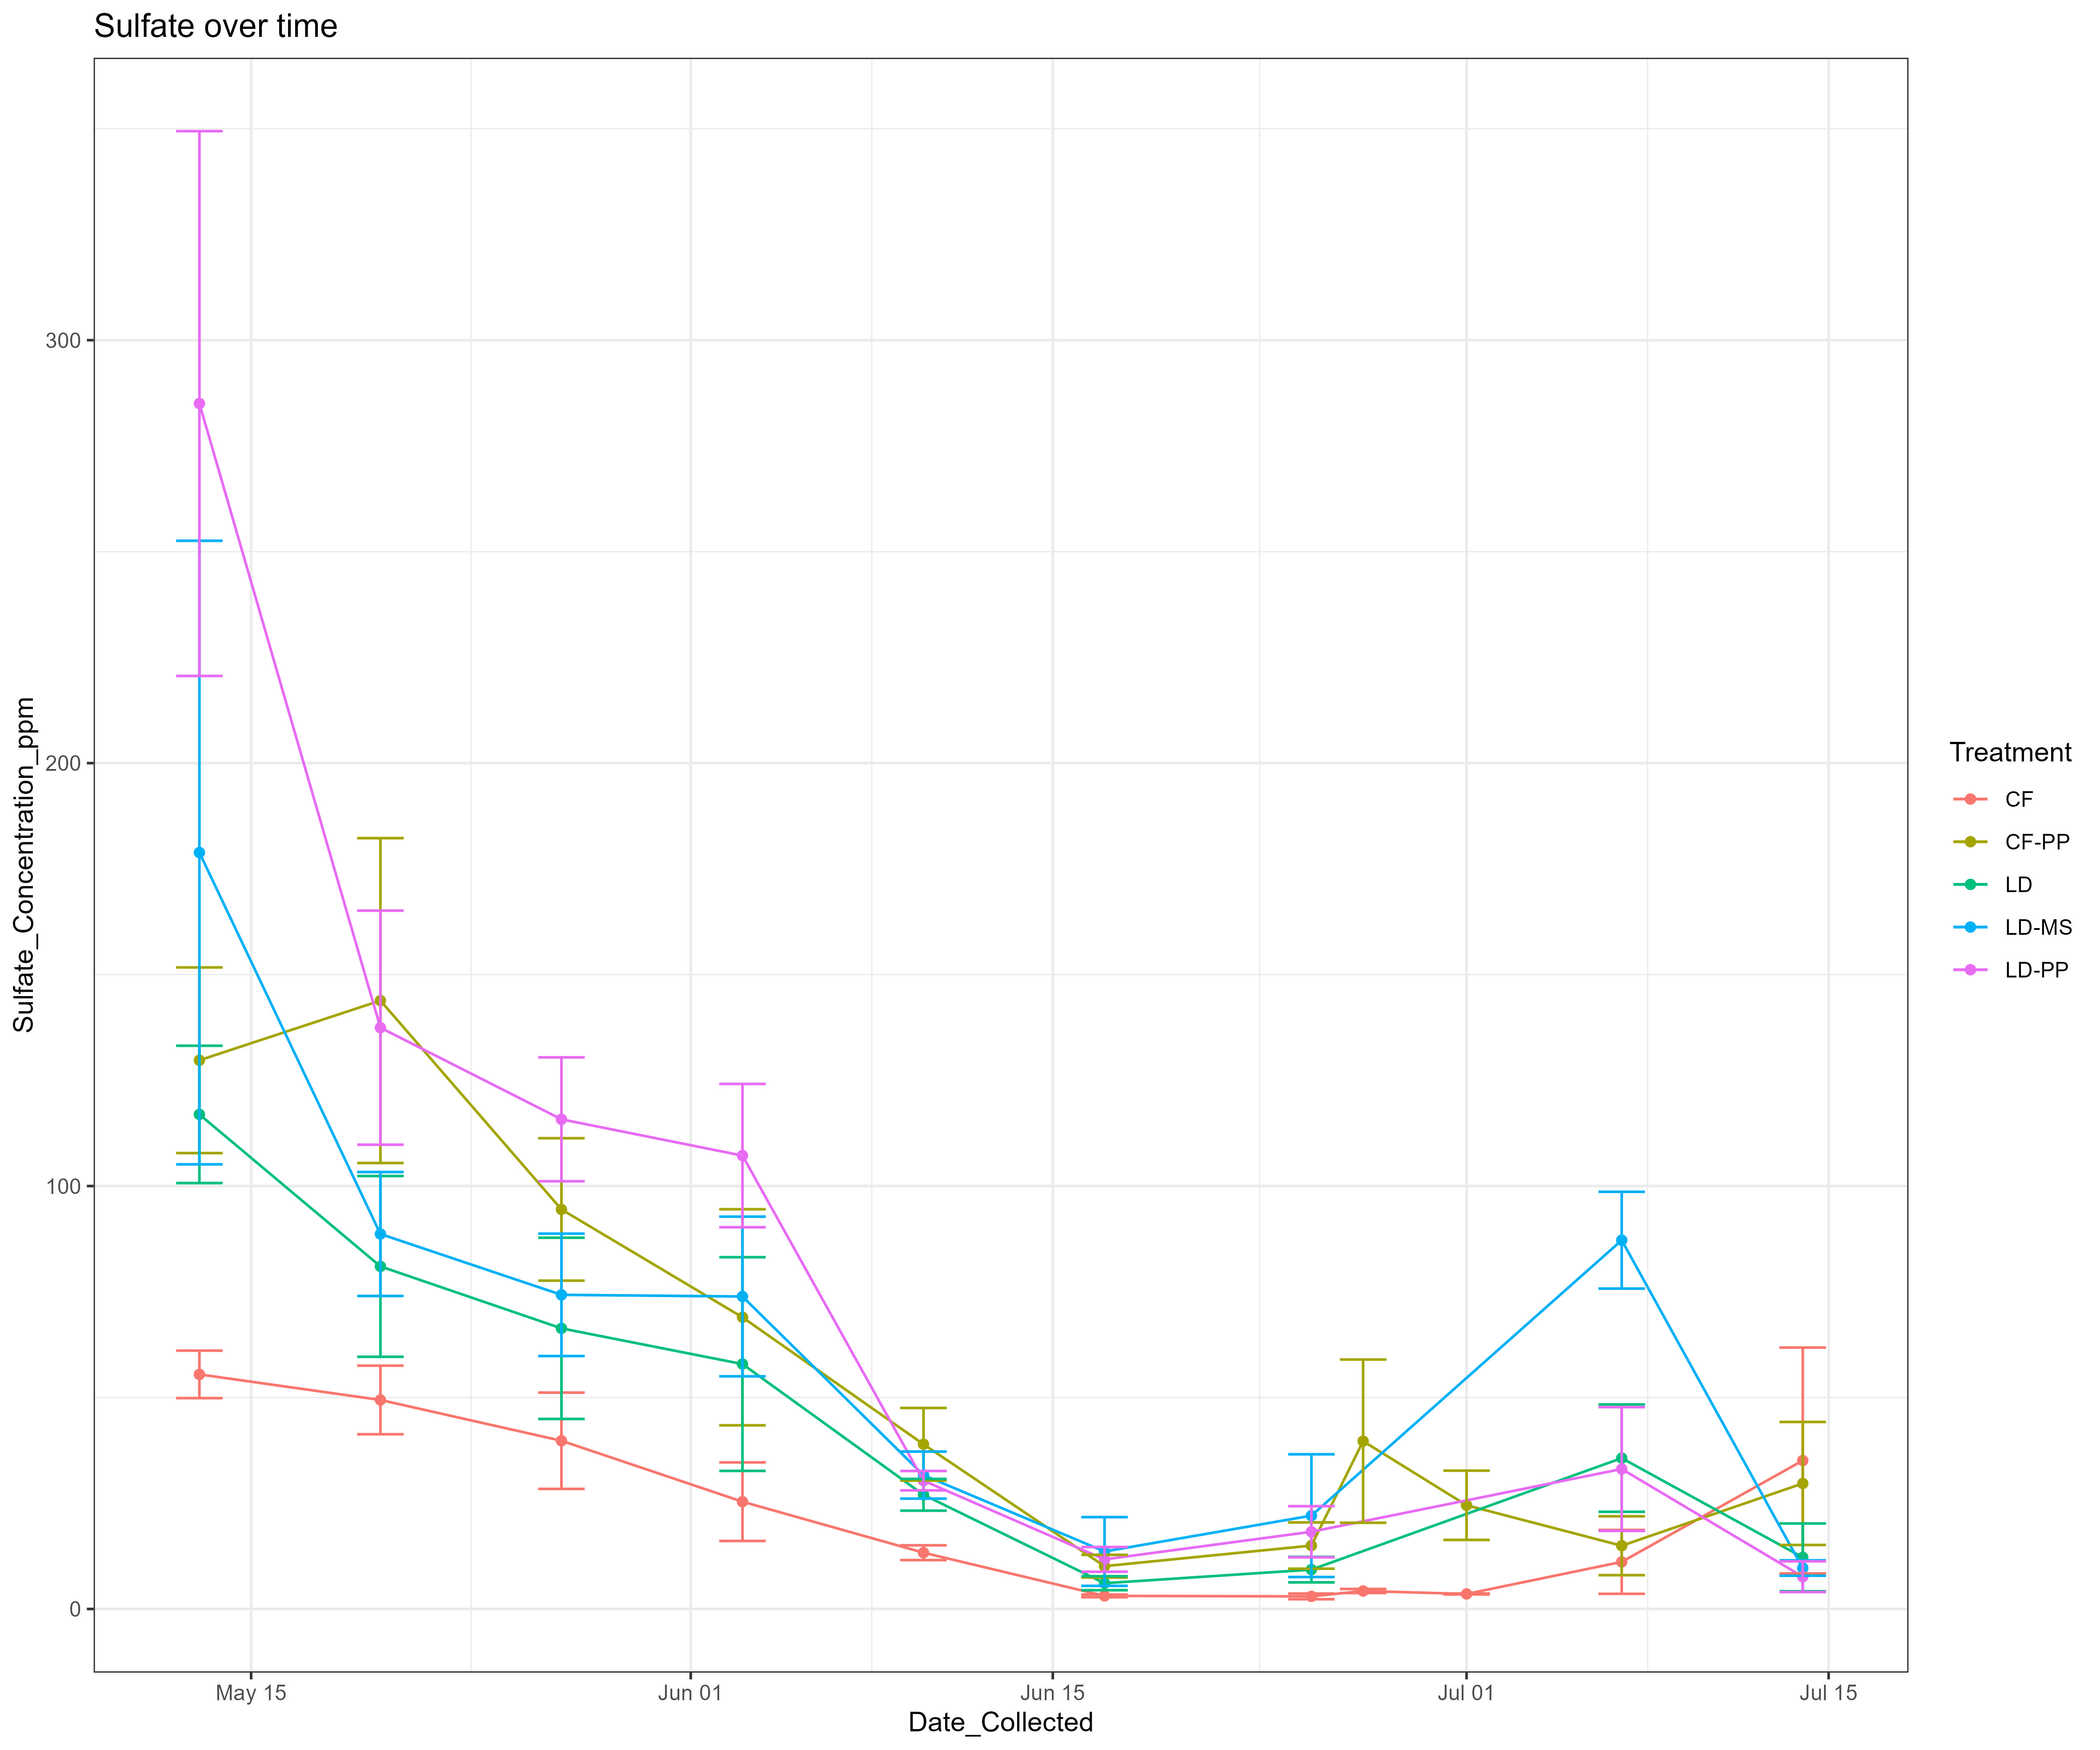 Sulfate over time
Sulfate_Concentration_ppm
300
200
100
0
May 15
Jun 01
Jun 15
Jul 01
Jul 15
Date_Collected
Treatment
CF
CF-PP
LD
LD-MS
LD-PP